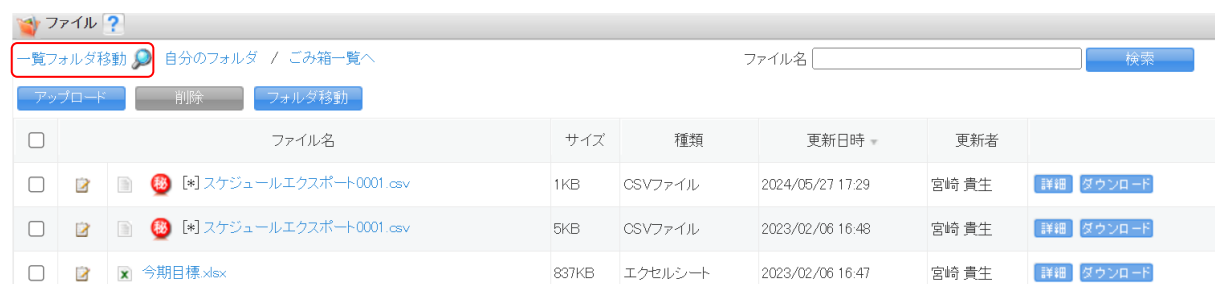 ファイル ?
一覧フォルダ移動 自分のフォルダ / ごみ箱一覧へ ファイル名 検索
アップロード 削除 フォルダ移動
ファイル名 サイズ 種類 更新日時 更新者
秘 [*] スケジュールエクスポート0001.csv 1KB CSVファイル 2024/05/27 17:29 宮崎 貴生 詳細 ダウンロード
秘 [*] スケジュールエクスポート0001.csv 5KB CSVファイル 2023/02/06 16:48 宮崎 貴生 詳細 ダウンロード
今期目標.xlsx 837KB エクセルシート 2023/02/06 16:47 宮崎 貴生 詳細 ダウンロード